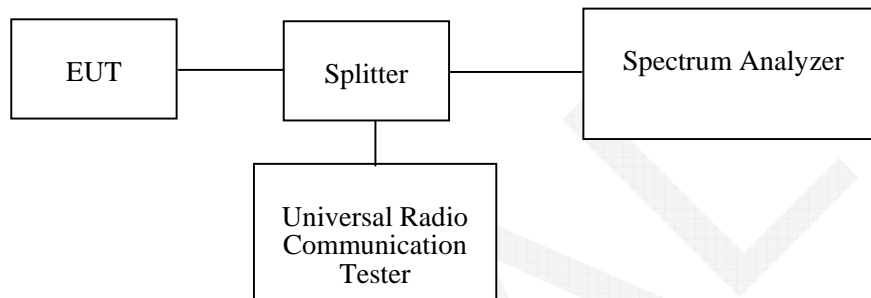 EUT
Splitter
Spectrum Analyzer
Universal Radio
Communication
Tester